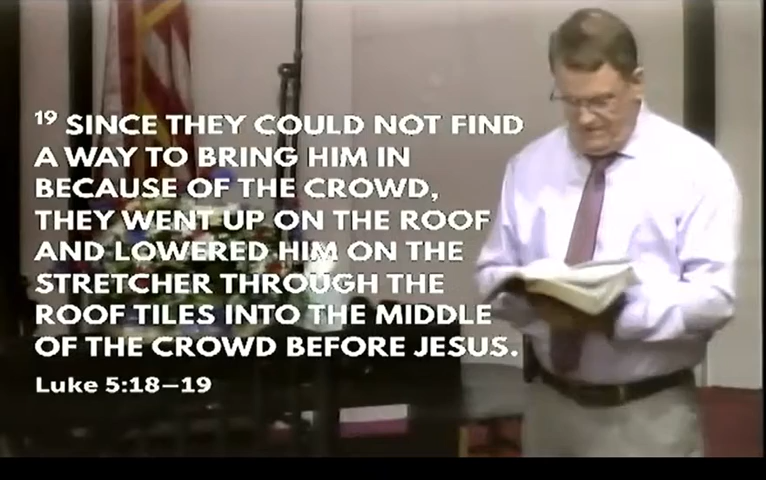 19 SINCE THEY COULD NOT FIND
A WAY TO BRING HIM IN
BECAUSE OF THE CROWD,
THEY WENT UP ON THE ROOF
AND LOWERED HIM ON THE
STRETCHER THROUGH THE
ROOF TILES INTO THE MIDDLE
OF THE CROWD BEFORE JESUS.
Luke 5:18–19